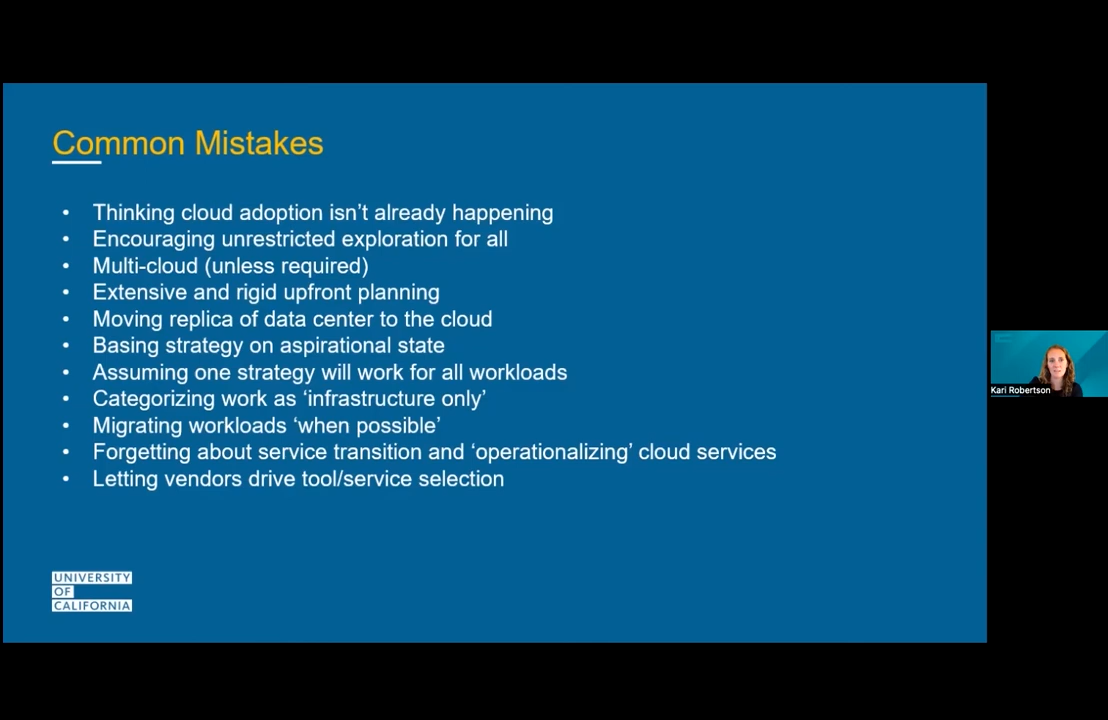 Common Mistakes
• Thinking cloud adoption isn’t already happening
• Encouraging unrestricted exploration for all
• Multi-cloud (unless required)
• Extensive and rigid upfront planning
• Moving replica of data center to the cloud
• Basing strategy on aspirational state
• Assuming one strategy will work for all workloads
• Categorizing work as ‘infrastructure only’
• Migrating workloads ‘when possible’
• Forgetting about service transition and ‘operationalizing’ cloud services
• Letting vendors drive tool/service selection
UNIVERSITY
OF
CALIFORNIA
Kari Robertson